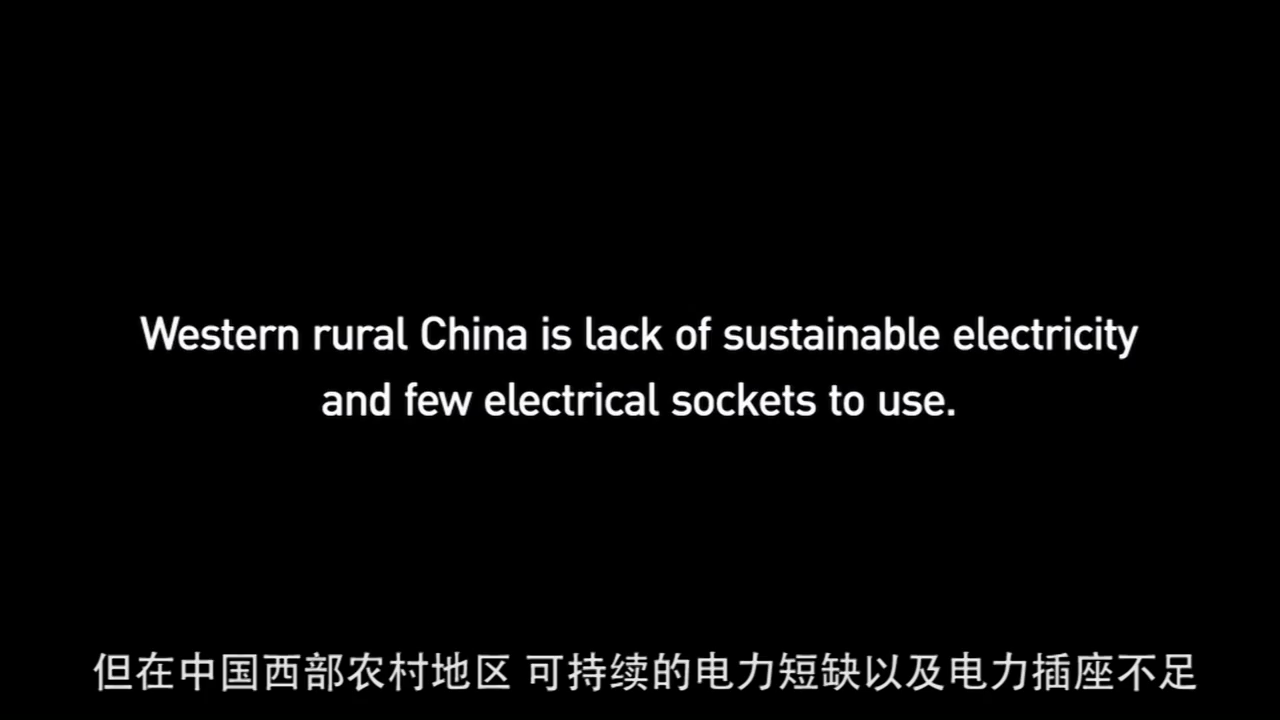 Western rural China is lack of sustainable electricity
and few electrical sockets to use.
但在中国西部农村地区 可持续的电力短缺以及电力插座不足